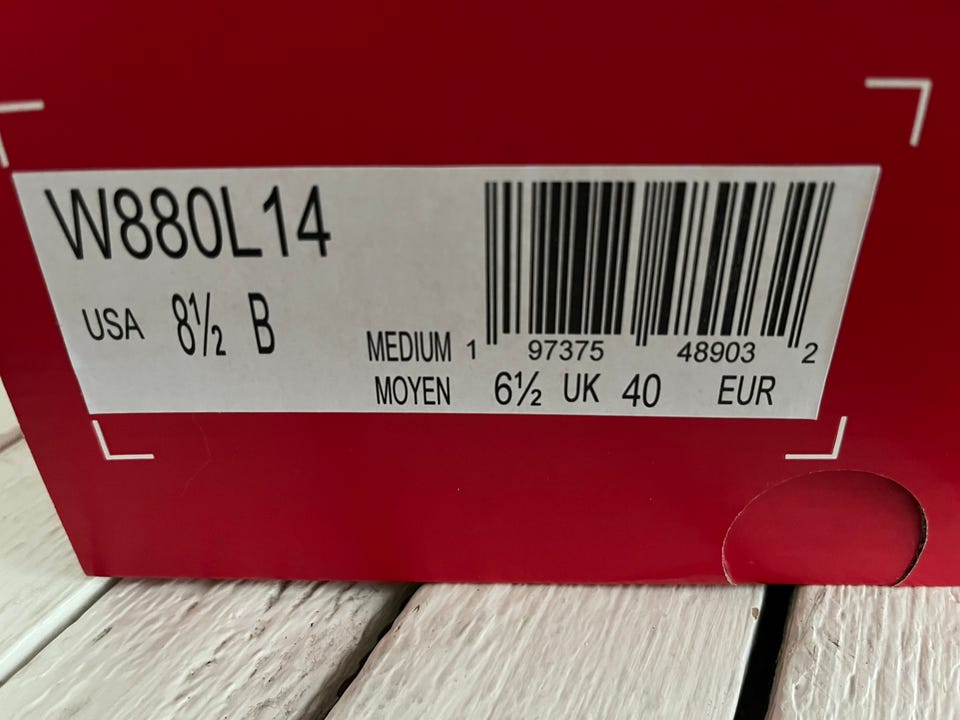 W880L14
USA 8½ B
MEDIUM 1 97375 48903 2
MOYEN 6½ UK 40 EUR